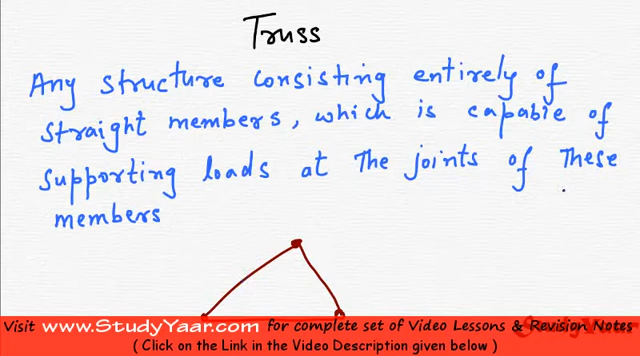 Truss
Any structure consisting entirely of
straight members, which is capable of
supporting loads at the joints of these
members
StudyYaar
Visit www.StudyYaar.com for complete set of Video Lessons & Revision Notes
( Click on the Link in the Video Description given below )